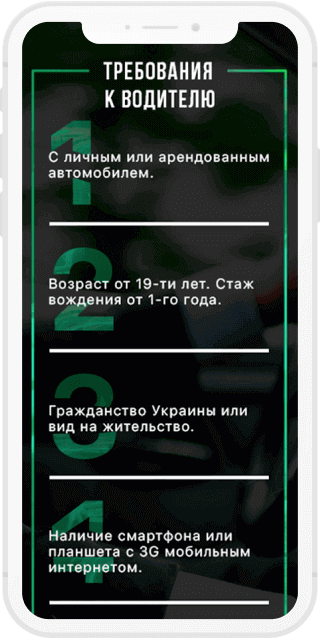 ТРЕБОВАНИЯ
К ВОДИТЕЛЮ
1
С личным или арендованным
автомобилем.
2
Возраст от 19-ти лет. Стаж
вождения от 1-го года.
3
Гражданство Украины или
вид на жительство.
4
Наличие смартфона или
планшета с 3G мобильным
интернетом.